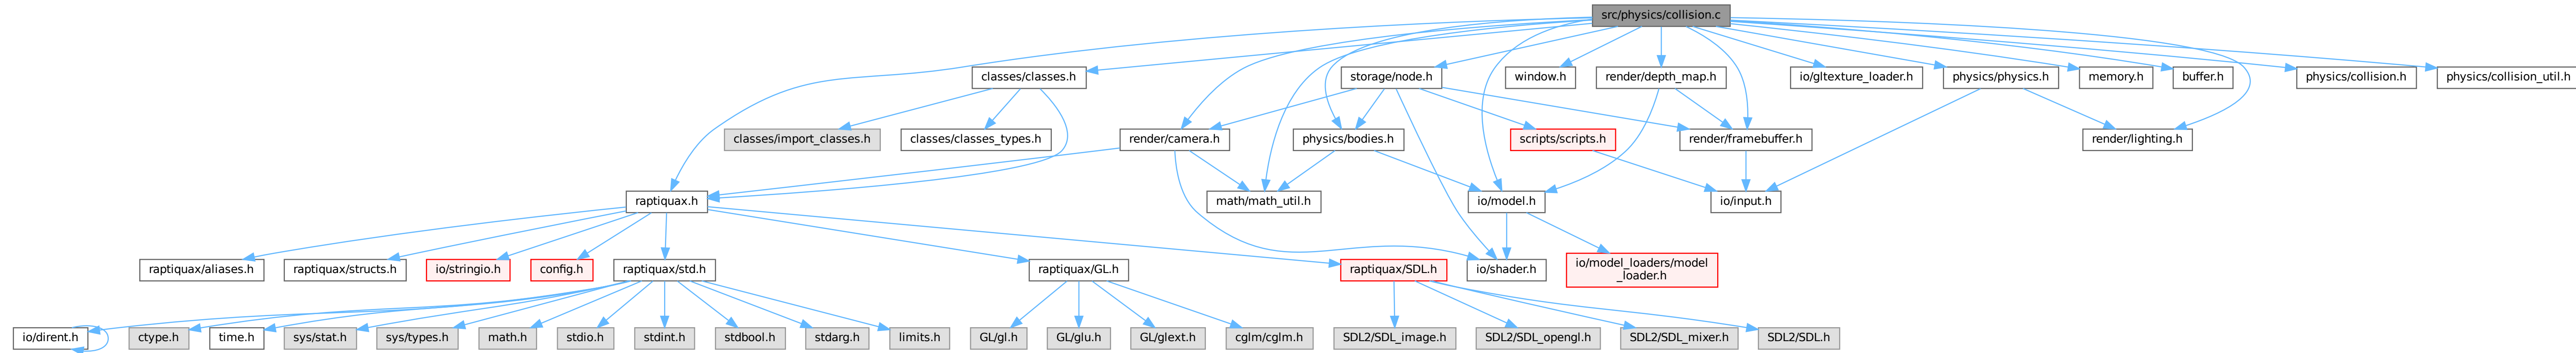 src/physics/collision.c
classes/classes.h
storage/node.h
window.h
render/depth_map.h
io/gltexture_loader.h
physics/physics.h
memory.h
buffer.h
physics/collision.h
physics/collision_util.h
classes/import_classes.h
classes/classes_types.h
render/camera.h
physics/bodies.h
scripts/scripts.h
render/framebuffer.h
render/lighting.h
raptiquax.h
math/math_util.h
io/model.h
io/input.h
raptiquax/aliases.h
raptiquax/structs.h
io/stringio.h
config.h
raptiquax/std.h
raptiquax/GL.h
raptiquax/SDL.h
io/shader.h
io/model_loaders/model
_loader.h
io/dirent.h
ctype.h
time.h
sys/stat.h
sys/types.h
math.h
stdio.h
stdint.h
stdbool.h
stdarg.h
limits.h
GL/gl.h
GL/glu.h
GL/glext.h
cglm/cglm.h
SDL2/SDL_image.h
SDL2/SDL_opengl.h
SDL2/SDL_mixer.h
SDL2/SDL.h